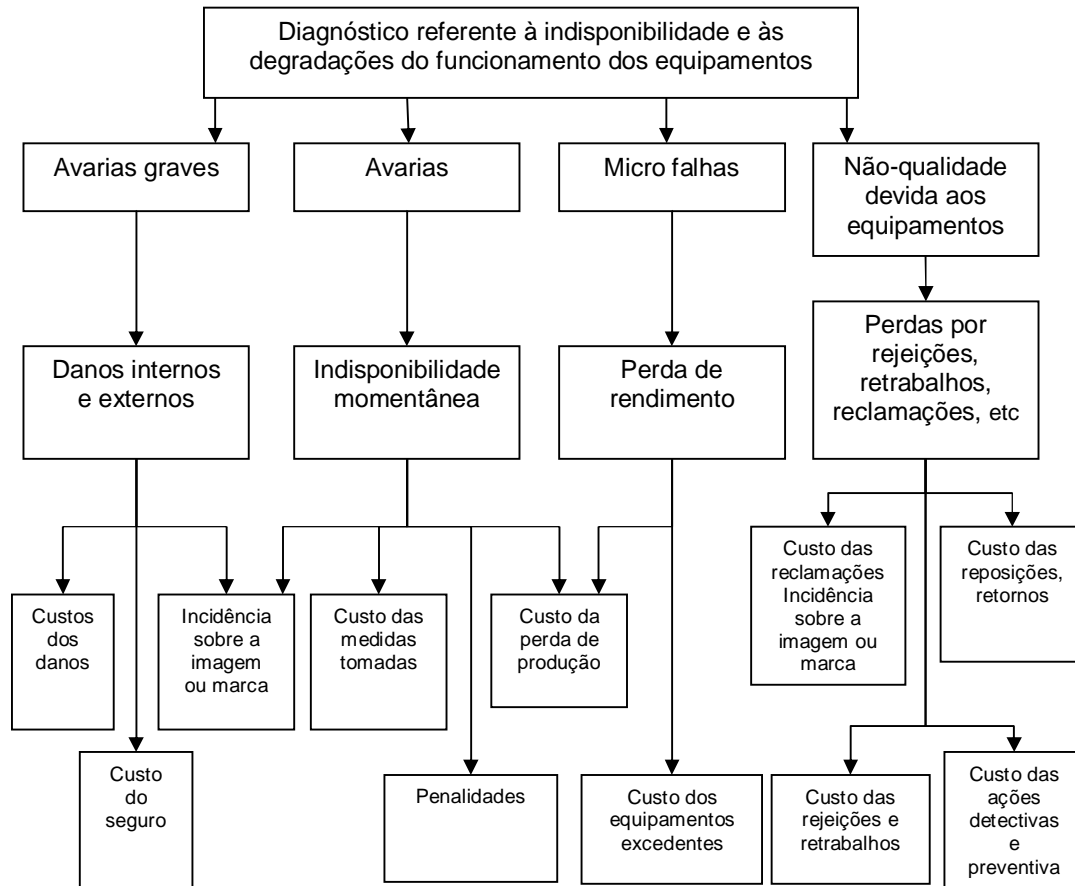 Diagnóstico referente à indisponibilidade e às
degradações do funcionamento dos equipamentos
Avarias graves
Avarias
Micro falhas
Não-qualidade
devida aos
equipamentos
Danos internos
e externos
Indisponibilidade
momentânea
Perda de
rendimento
Perdas por
rejeições,
retrabalhos,
reclamações, etc
Custos
dos
danos
Incidência
sobre a
imagem
ou marca
Custo das
medidas
tomadas
Custo da
perda de
produção
Custo das
reclamações
Incidência
sobre a
imagem ou
marca
Custo das
reposições,
retornos
Custo
do
seguro
Penalidades
Custo dos
equipamentos
excedentes
Custo das
rejeições e
retrabalhos
Custo das
ações
detectivas
e
preventiva